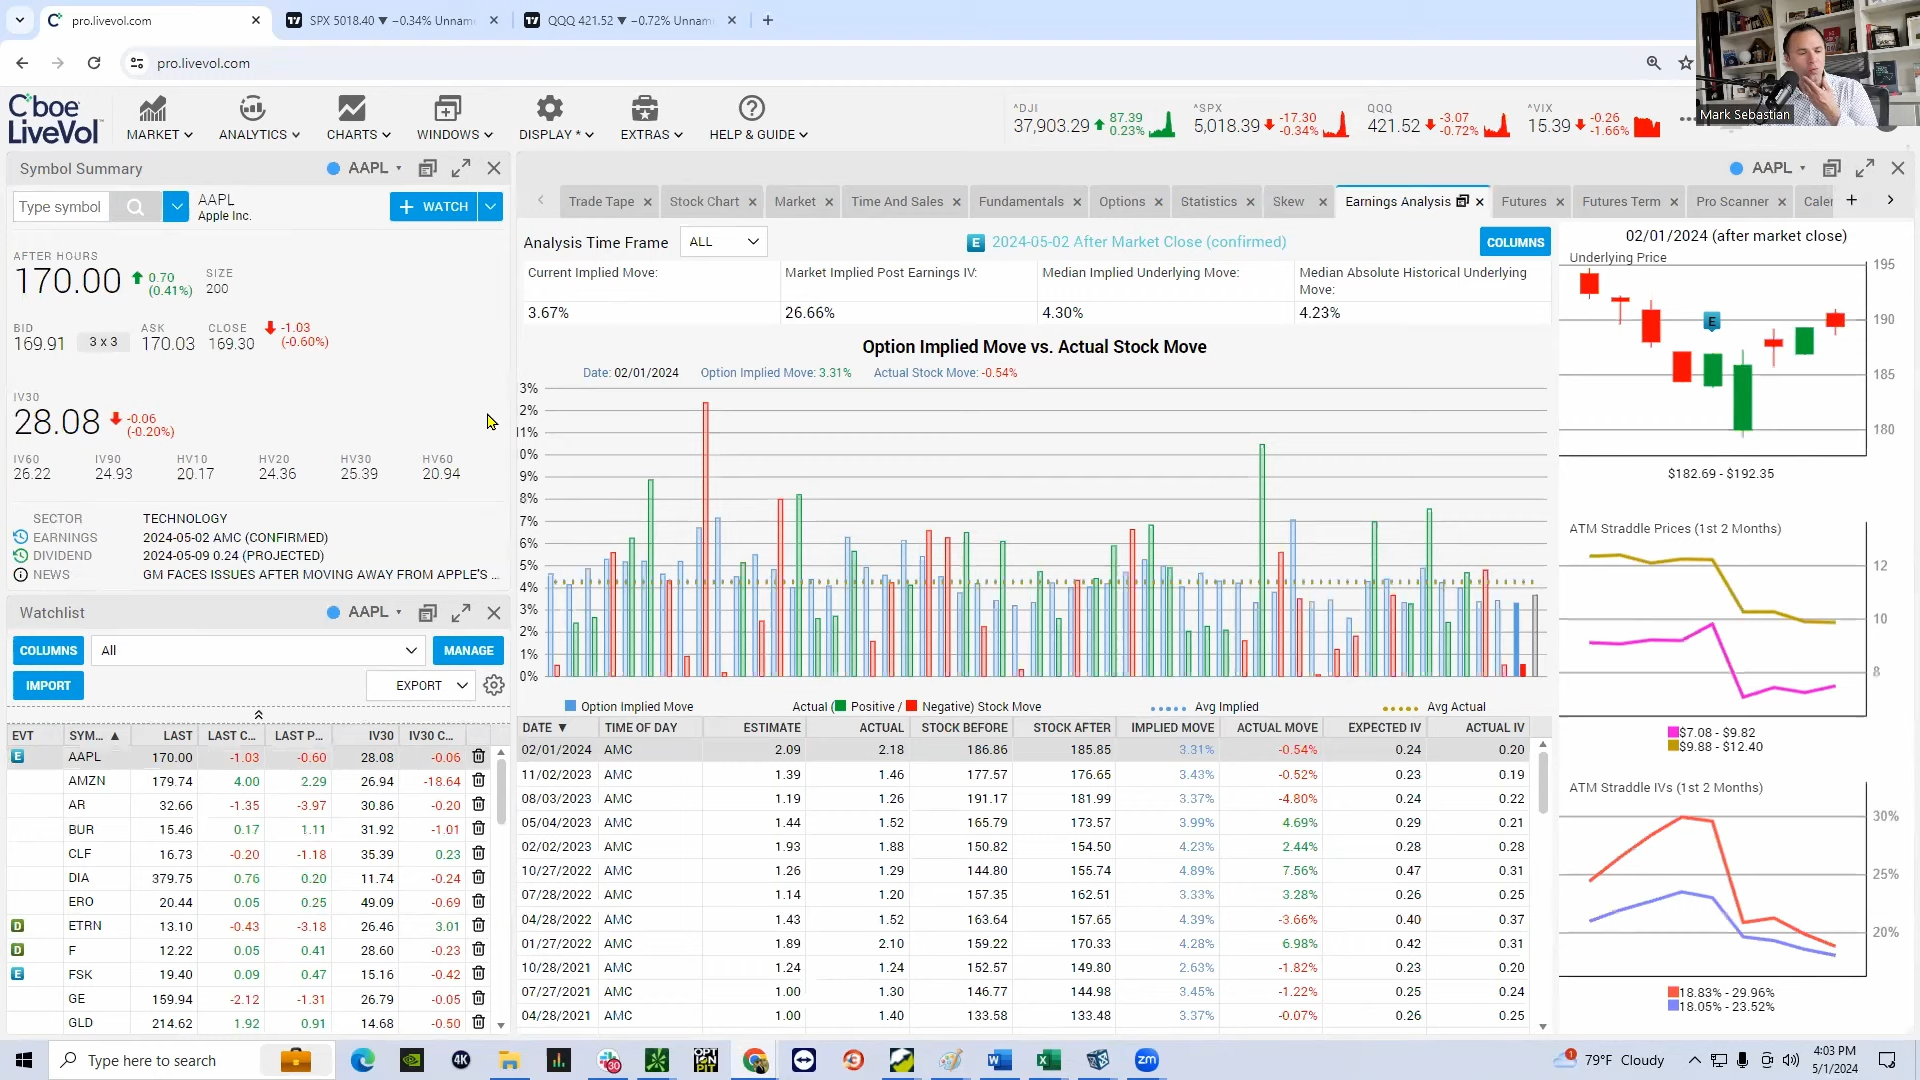 pro.livevol.com
SPX 5018.40 ▼ −0.34% Unnam
QQQ 421.52 ▼ −0.72% Unnam
pro.livevol.com
Mark Sebastian
Cboe
LiveVol
MARKET
ANALYTICS
CHARTS
WINDOWS
DISPLAY *
EXTRAS
HELP & GUIDE
^DJI
37,903.29 87.39 0.23%
^SPX
5,018.39 -17.30 -0.34%
QQQ
421.52 -3.07 -0.72%
^VIX
15.39 -0.26 -1.66%
Symbol Summary AAPL
Type symbol
AAPL
Apple Inc.
+ WATCH
AFTER HOURS
170.00 0.70 (0.41%)
SIZE
200
BID
169.91
3 x 3
ASK
170.03
CLOSE
169.30
-1.03
(-0.60%)
IV30
28.08 -0.06 (-0.20%)
IV60 IV90 HV10 HV20 HV30 HV60
26.22 24.93 20.17 24.36 25.39 20.94
SECTOR TECHNOLOGY
EARNINGS 2024-05-02 AMC (CONFIRMED)
DIVIDEND 2024-05-09 0.24 (PROJECTED)
NEWS GM FACES ISSUES AFTER MOVING AWAY FROM APPLE'S ...
Watchlist AAPL
COLUMNS All MANAGE
IMPORT EXPORT
EVT SYM... ▲ LAST LAST C... LAST P... IV30 IV30 C...
E AAPL 170.00 -1.03 -0.60 28.08 -0.06
AMZN 179.74 4.00 2.29 26.94 -18.64
AR 32.66 -1.35 -3.97 30.86 -0.20
BUR 15.46 0.17 1.11 31.92 -1.01
CLF 16.73 -0.20 -1.18 35.39 0.23
DIA 379.75 0.76 0.20 11.74 -0.24
ERO 20.44 0.05 0.25 49.09 -0.69
D ETRN 13.10 -0.43 -3.18 26.46 3.01
D F 12.22 0.05 0.41 28.60 -0.23
E FSK 19.40 0.09 0.47 15.16 -0.42
GE 159.94 -2.12 -1.31 26.79 -0.05
GLD 214.62 1.92 0.91 14.68 -0.50
AAPL
Trade Tape
Stock Chart
Market
Time And Sales
Fundamentals
Options
Statistics
Skew
Earnings Analysis
Futures
Futures Term
Pro Scanner
Caler
Analysis Time Frame ALL
E 2024-05-02 After Market Close (confirmed)
COLUMNS
Current Implied Move: Market Implied Post Earnings IV: Median Implied Underlying Move: Median Absolute Historical Underlying Move:
3.67% 26.66% 4.30% 4.23%
Option Implied Move vs. Actual Stock Move
Date: 02/01/2024 Option Implied Move: 3.31% Actual Stock Move: -0.54%
3%
2%
1%
0%
9%
8%
7%
6%
5%
4%
3%
2%
1%
0%
Option Implied Move Actual ( Positive / Negative) Stock Move Avg Implied Avg Actual
DATE ▼ TIME OF DAY ESTIMATE ACTUAL STOCK BEFORE STOCK AFTER IMPLIED MOVE ACTUAL MOVE EXPECTED IV ACTUAL IV
02/01/2024 AMC 2.09 2.18 186.86 185.85 3.31% -0.54% 0.24 0.20
11/02/2023 AMC 1.39 1.46 177.57 176.65 3.43% -0.52% 0.23 0.19
08/03/2023 AMC 1.19 1.26 191.17 181.99 3.37% -4.80% 0.24 0.22
05/04/2023 AMC 1.44 1.52 165.79 173.57 3.99% 4.69% 0.29 0.21
02/02/2023 AMC 1.93 1.88 150.82 154.50 4.23% 2.44% 0.28 0.28
10/27/2022 AMC 1.26 1.29 144.80 155.74 4.89% 7.56% 0.47 0.31
07/28/2022 AMC 1.14 1.20 157.35 162.51 3.33% 3.28% 0.26 0.25
04/28/2022 AMC 1.43 1.52 163.64 157.65 4.39% -3.66% 0.40 0.37
01/27/2022 AMC 1.89 2.10 159.22 170.33 4.28% 6.98% 0.42 0.31
10/28/2021 AMC 1.24 1.24 152.57 149.80 2.63% -1.82% 0.23 0.20
07/27/2021 AMC 1.00 1.30 146.77 144.98 3.45% -1.22% 0.25 0.24
04/28/2021 AMC 1.00 1.40 133.58 133.48 3.37% -0.07% 0.26 0.25
02/01/2024 (after market close)
Underlying Price
195
190
185
180
E
$182.69 - $192.35
ATM Straddle Prices (1st 2 Months)
12
10
8
$7.08 - $9.82
$9.88 - $12.40
ATM Straddle IVs (1st 2 Months)
30%
25%
20%
18.83% - 29.96%
18.05% - 23.52%
Type here to search
4K
30
OPT
ION
PIT
W
X
zm
1
79°F Cloudy
4:03 PM
5/1/2024